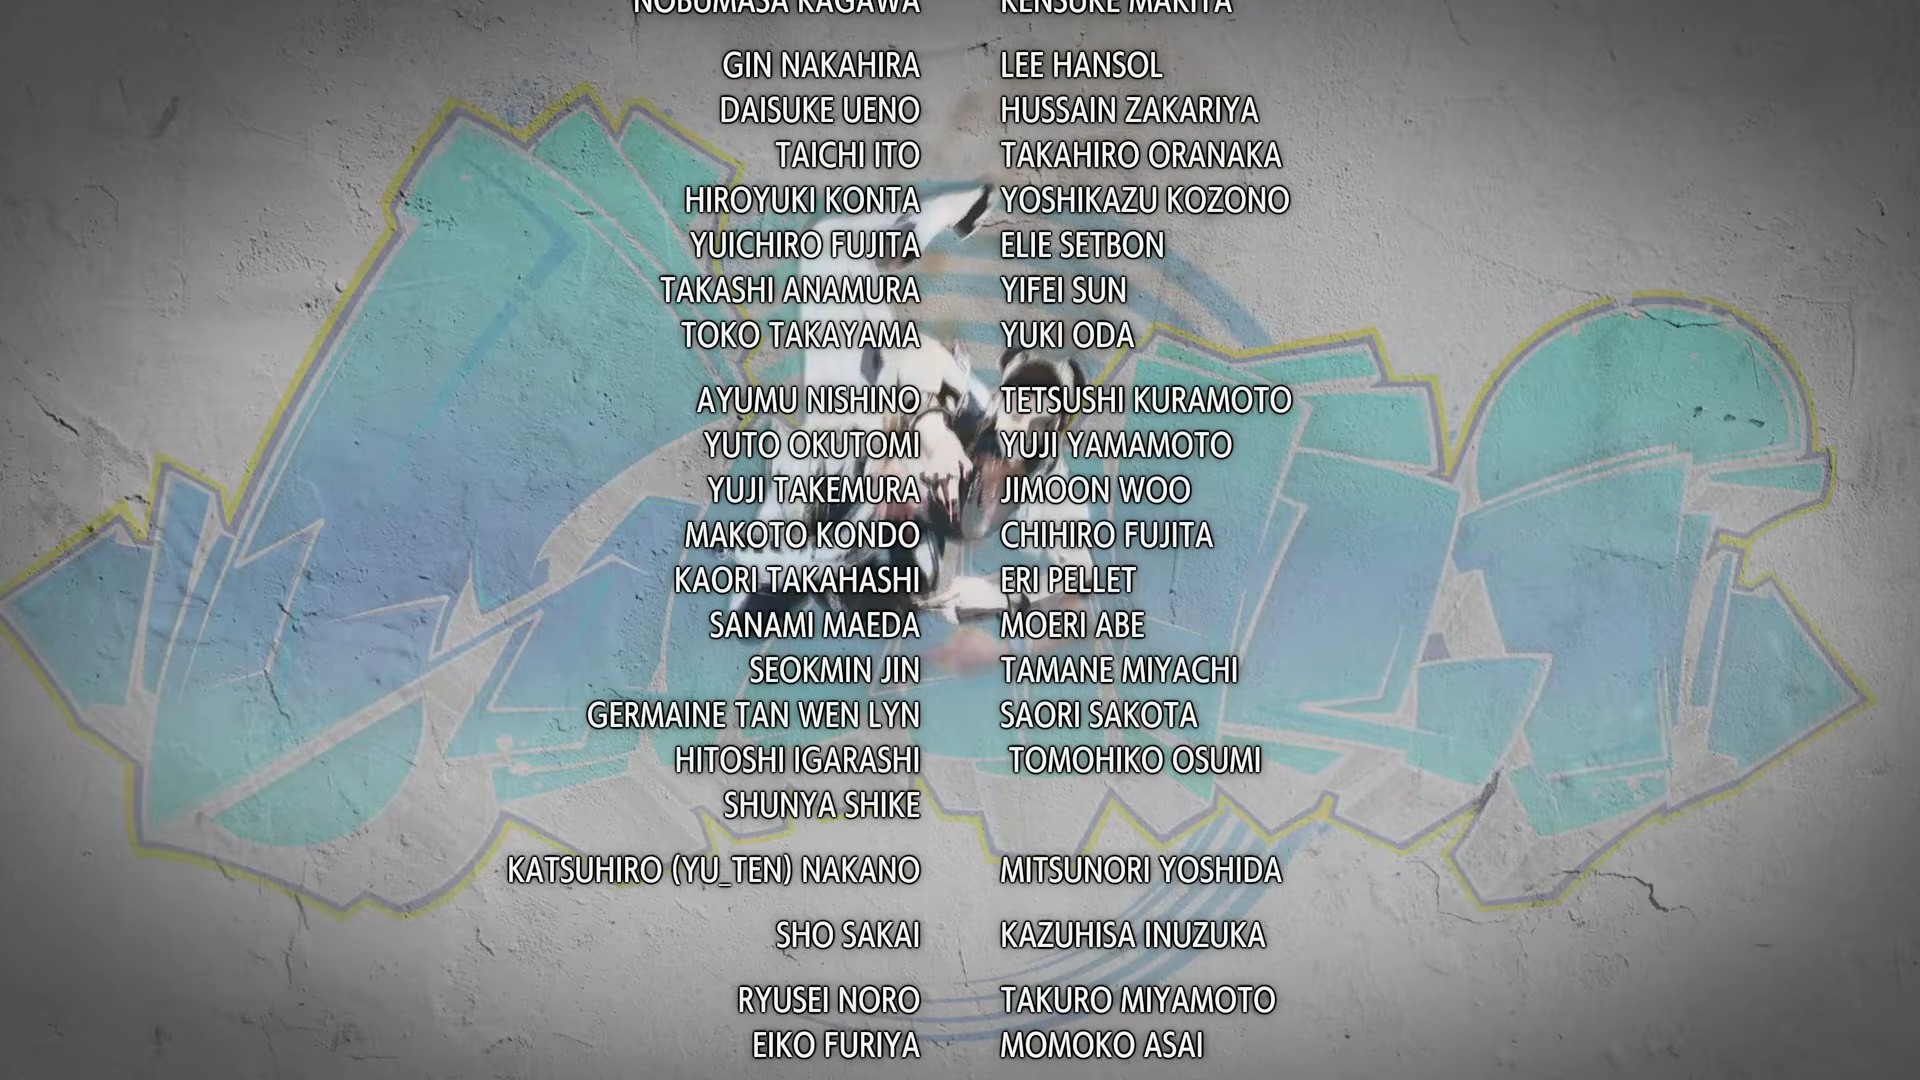 NOBUMASA KAGAWA KENSUKE MAKITA
GIN NAKAHIRA LEE HANSOL
DAISUKE UENO HUSSAIN ZAKARIYA
TAICHI ITO TAKAHIRO ORANAKA
HIROYUKI KONTA YOSHIKAZU KOZONO
YUICHIRO FUJITA ELIE SETBON
TAKASHI ANAMURA YIFEI SUN
TOKO TAKAYAMA YUKI ODA
AYUMU NISHINO TETSUSHI KURAMOTO
YUTO OKUTOMI YUJI YAMAMOTO
YUJI TAKEMURA JIMOON WOO
MAKOTO KONDO CHIHIRO FUJITA
KAORI TAKAHASHI ERI PELLET
SANAMI MAEDA MOERI ABE
SEOKMIN JIN TAMANE MIYACHI
GERMAINE TAN WEN LYN SAORI SAKOTA
HITOSHI IGARASHI TOMOHIKO OSUMI
SHUNYA SHIKE
KATSUHIRO (YU_TEN) NAKANO MITSUNORI YOSHIDA
SHO SAKAI KAZUHISA INUZUKA
RYUSEI NORO TAKURO MIYAMOTO
EIKO FURIYA MOMOKO ASAI